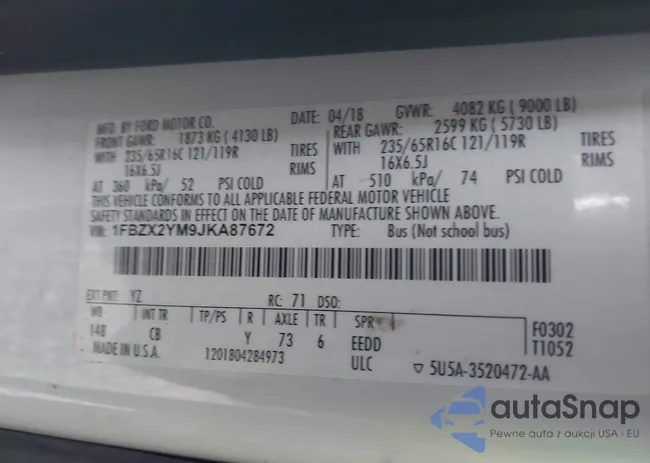 MFD. BY FORD MOTOR CO. DATE: 04/18 GVWR: 4082 KG ( 9000 LB)
FRONT GAWR: 1873 KG ( 4130 LB) REAR GAWR: 2599 KG ( 5730 LB)
WITH 235/65R16C 121/119R TIRES WITH 235/65R16C 121/119R TIRES
16X6.5J RIMS 16X6.5J RIMS
AT 360 kPa/ 52 PSI COLD AT 510 kPa/ 74 PSI COLD
THIS VEHICLE CONFORMS TO ALL APPLICABLE FEDERAL MOTOR VEHICLE
SAFETY STANDARDS IN EFFECT ON THE DATE OF MANUFACTURE SHOWN ABOVE.
VIN: 1FBZX2YM9JKA87672 TYPE: Bus (Not school bus)
EXT PNT: YZ RC: 71 DSO:
WB INT TR TP/PS R AXLE TR SPR F0302
148 CB Y 73 6 EEDD T1052
MADE IN U.S.A. 1201804284973 ULC ▽ 5U5A-3520472-AA
autaSnap
Pewne auta z aukcji USA i EU